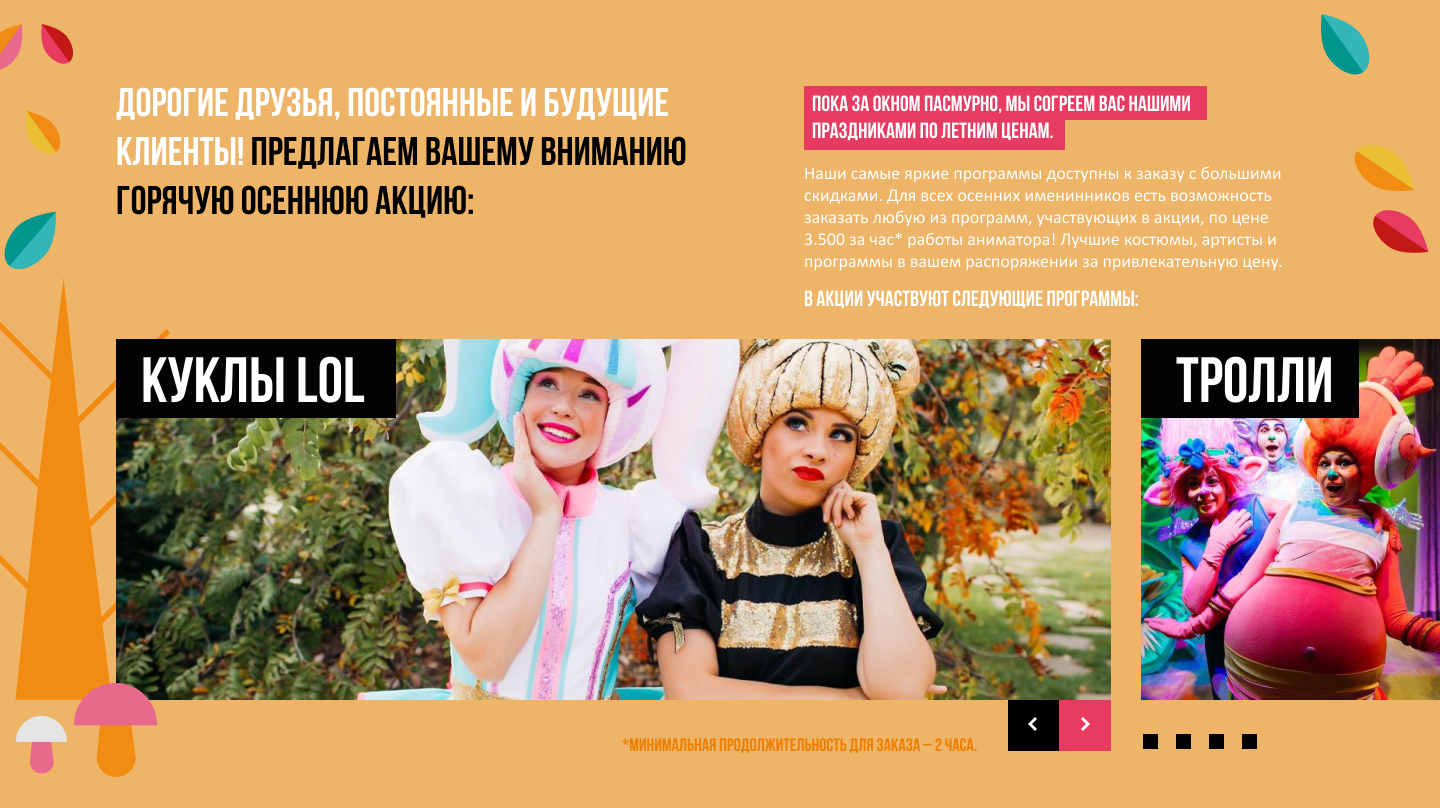 ДОРОГИЕ ДРУЗЬЯ, ПОСТОЯННЫЕ И БУДУЩИЕ
КЛИЕНТЫ! ПРЕДЛАГАЕМ ВАШЕМУ ВНИМАНИЮ
ГОРЯЧУЮ ОСЕННЮЮ АКЦИЮ:
ПОКА ЗА ОКНОМ ПАСМУРНО, МЫ СОГРЕЕМ ВАС НАШИМИ
ПРАЗДНИКАМИ ПО ЛЕТНИМ ЦЕНАМ.
Наши самые яркие программы доступны к заказу с большими
скидками. Для всех осенних именинников есть возможность
заказать любую из программ, участвующих в акции, по цене
3.500 за час* работы аниматора! Лучшие костюмы, артисты и
программы в вашем распоряжении за привлекательную цену.
В АКЦИИ УЧАСТВУЮТ СЛЕДУЮЩИЕ ПРОГРАММЫ:
КУКЛЫ LOL
ТРОЛЛИ
*МИНИМАЛЬНАЯ ПРОДОЛЖИТЕЛЬНОСТЬ ДЛЯ ЗАКАЗА – 2 ЧАСА.